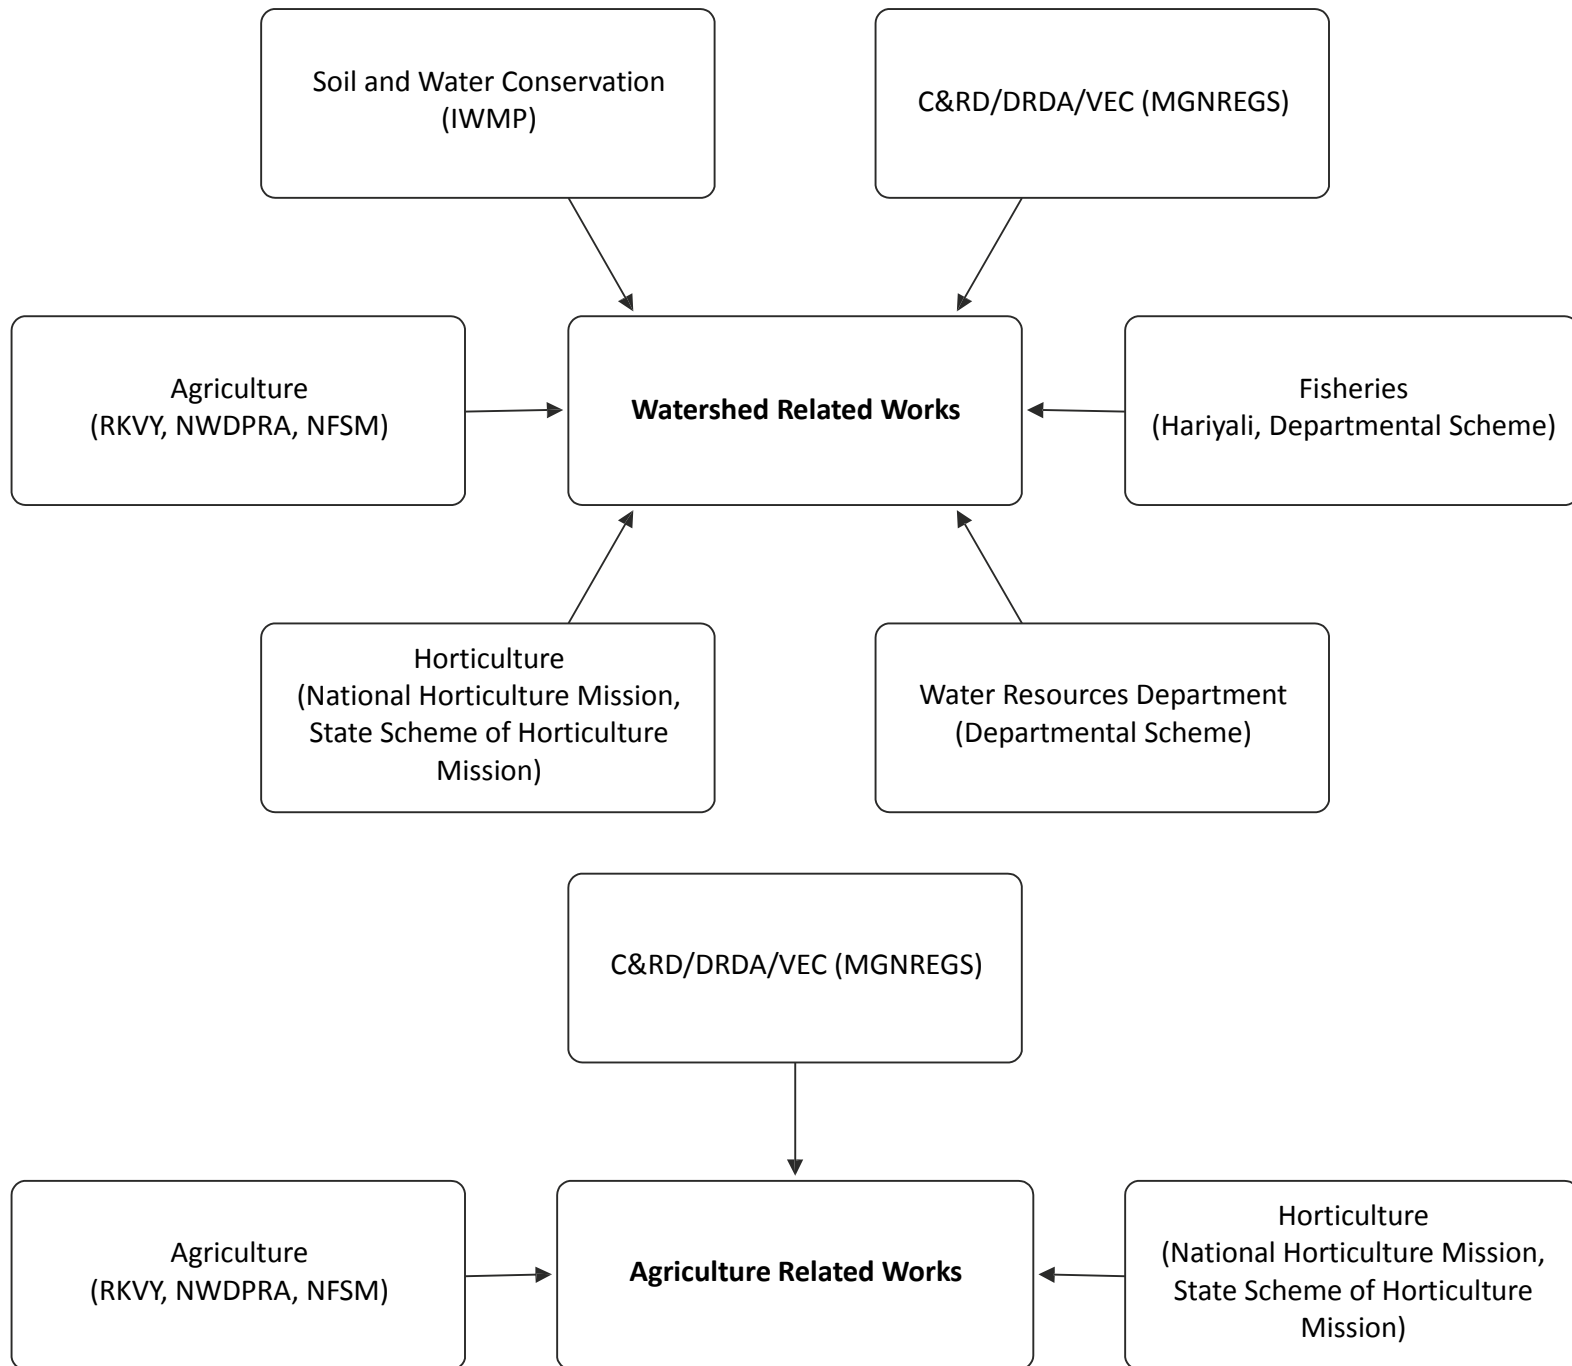 Soil and Water Conservation
(IWMP)
C&RD/DRDA/VEC (MGNREGS)
Agriculture
(RKVY, NWDPRA, NFSM)
Watershed Related Works
Fisheries
(Hariyali, Departmental Scheme)
Horticulture
(National Horticulture Mission,
State Scheme of Horticulture
Mission)
Water Resources Department
(Departmental Scheme)
C&RD/DRDA/VEC (MGNREGS)
Agriculture
(RKVY, NWDPRA, NFSM)
Agriculture Related Works
Horticulture
(National Horticulture Mission,
State Scheme of Horticulture
Mission)